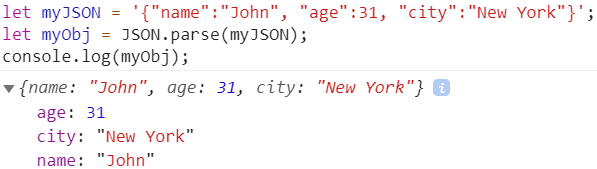 let myJSON = '{"name":"John", "age":31, "city":"New York"}';
let myObj = JSON.parse(myJSON);
console.log(myObj);
▼{name: "John", age: 31, city: "New York"} i
age: 31
city: "New York"
name: "John"